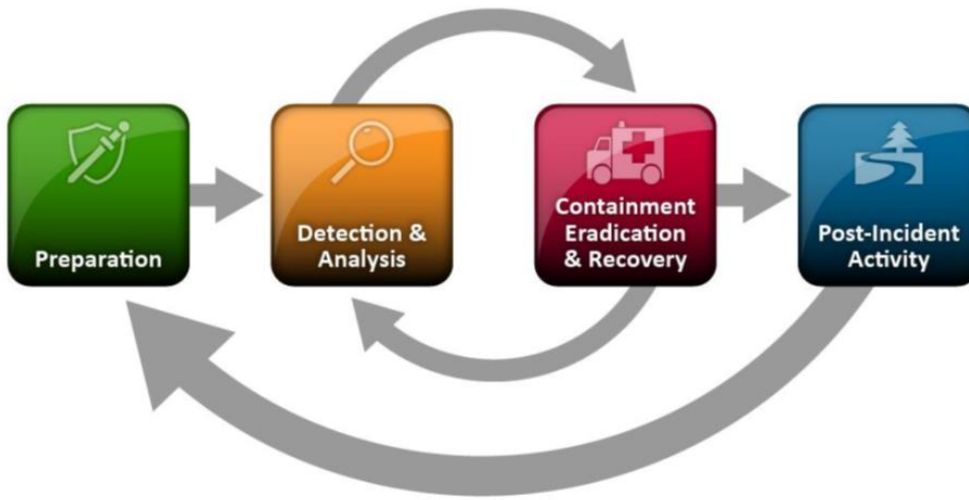 Preparation
Detection &
Analysis
Containment
Eradication
& Recovery
Post-Incident
Activity